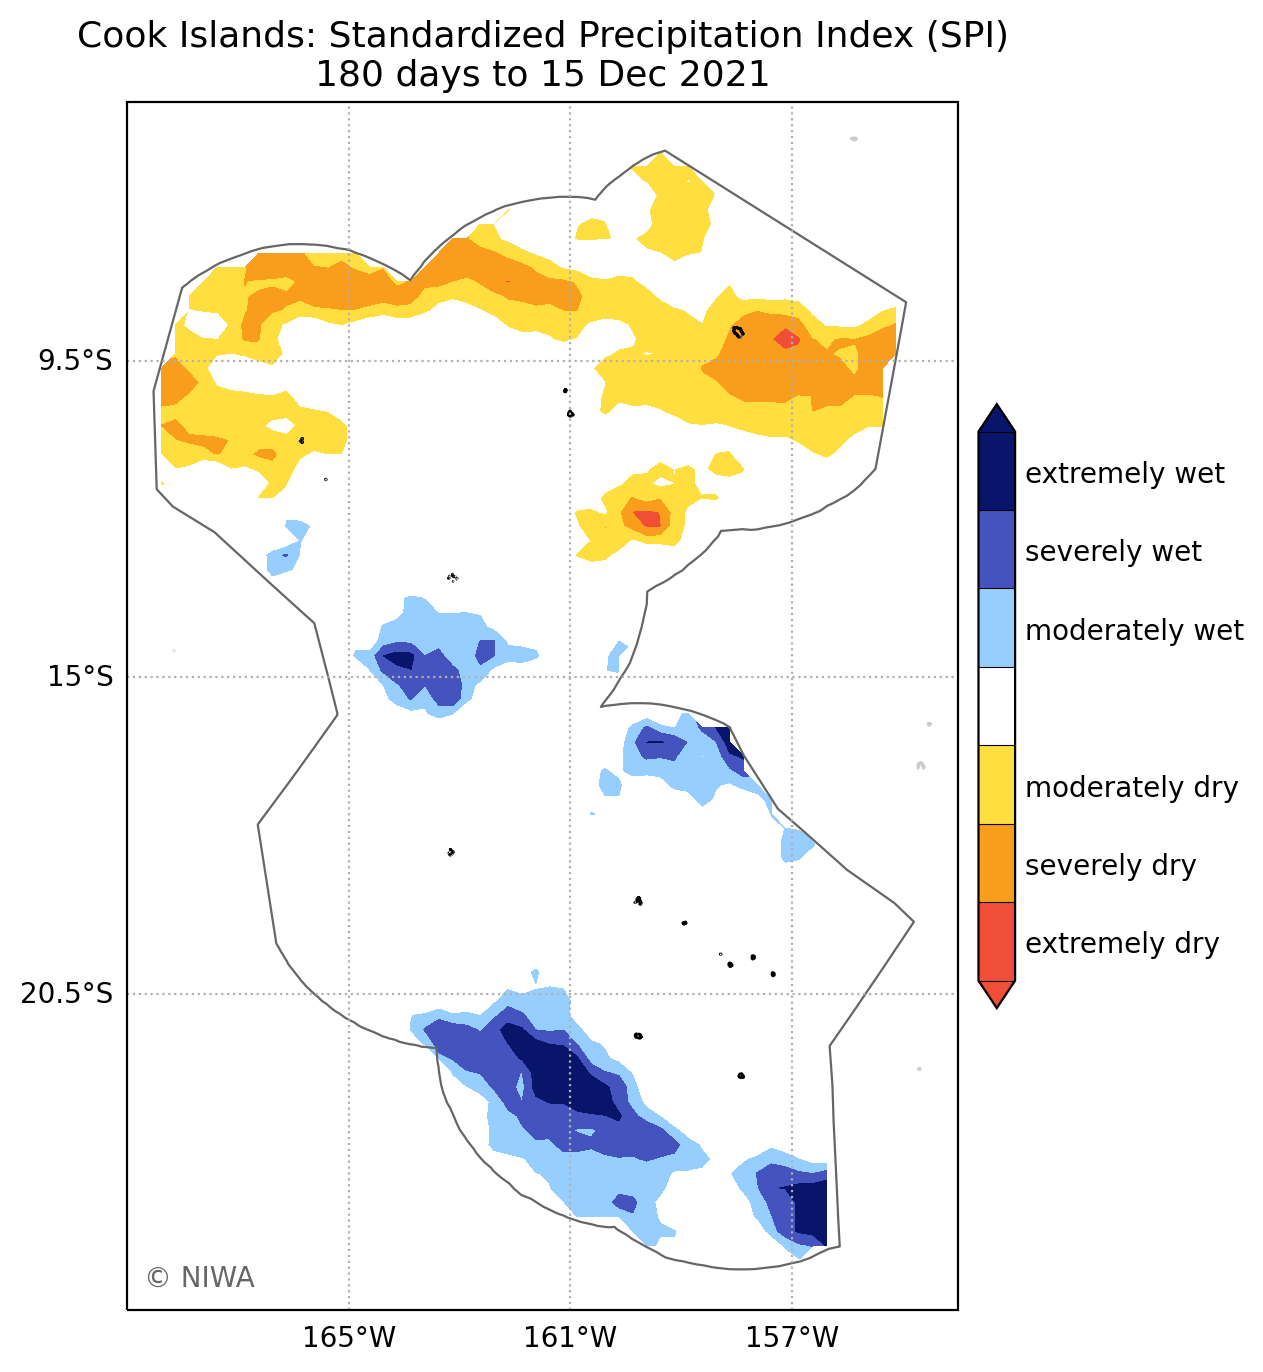 Cook Islands: Standardized Precipitation Index (SPI)
180 days to 15 Dec 2021
9.5°S
15°S
20.5°S
165°W
161°W
157°W
extremely wet
severely wet
moderately wet
moderately dry
severely dry
extremely dry
© NIWA